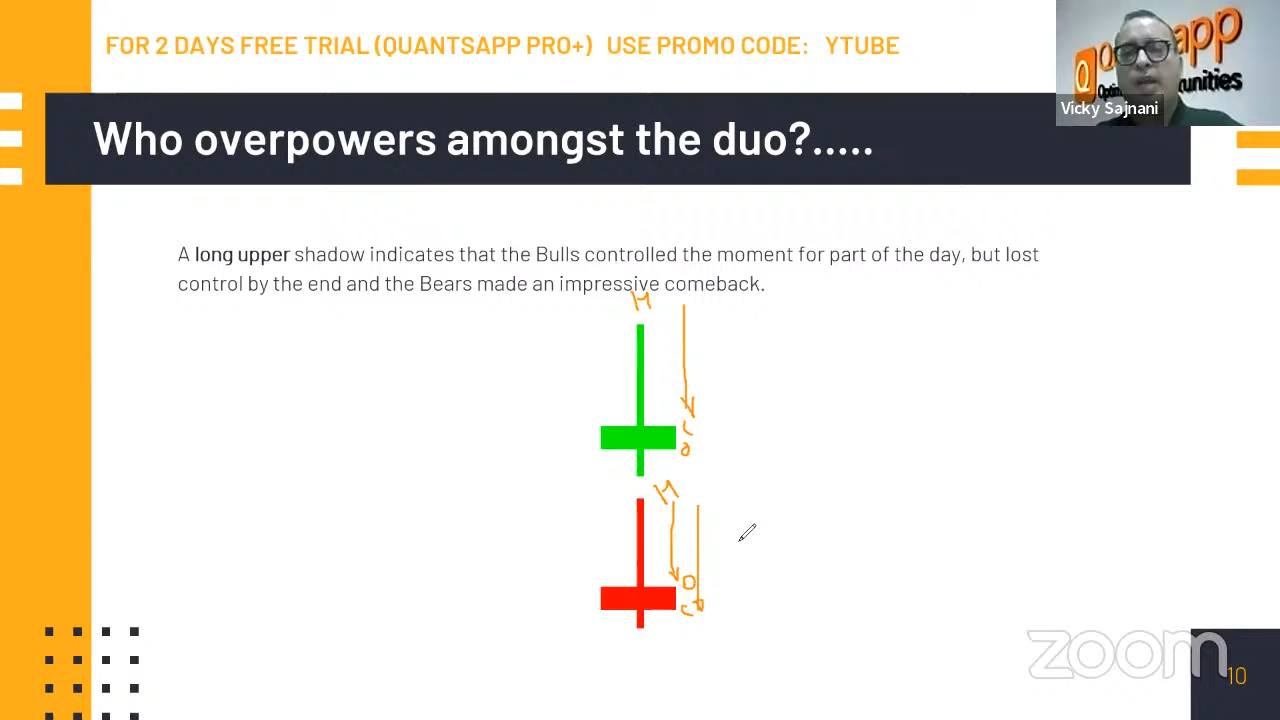 FOR 2 DAYS FREE TRIAL (QUANTSAPP PRO+) USE PROMO CODE: YTUBE
Vicky Sajnani
Who overpowers amongst the duo?.....
A long upper shadow indicates that the Bulls controlled the moment for part of the day, but lost
control by the end and the Bears made an impressive comeback.
H
C
O
H
O
C
zoom
10